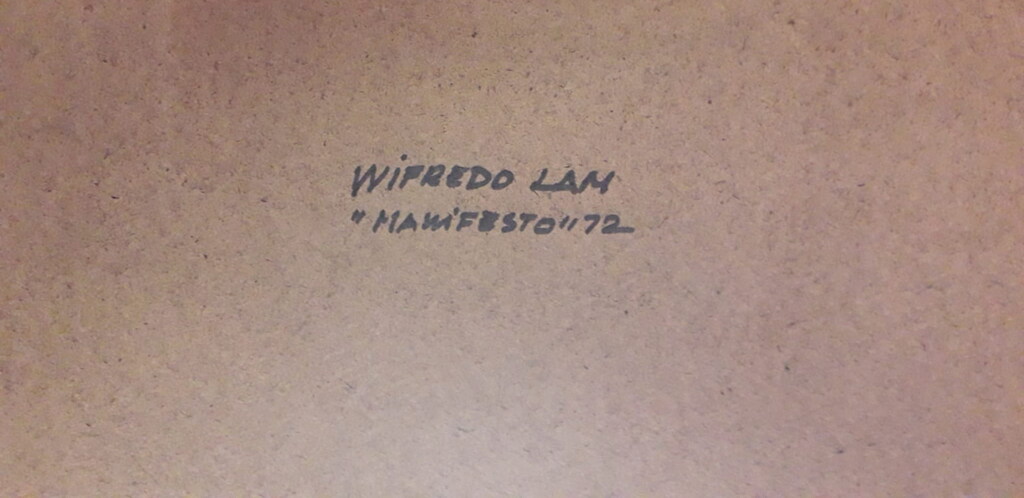 WiFREDO LAM
"MANiFESTO" 72